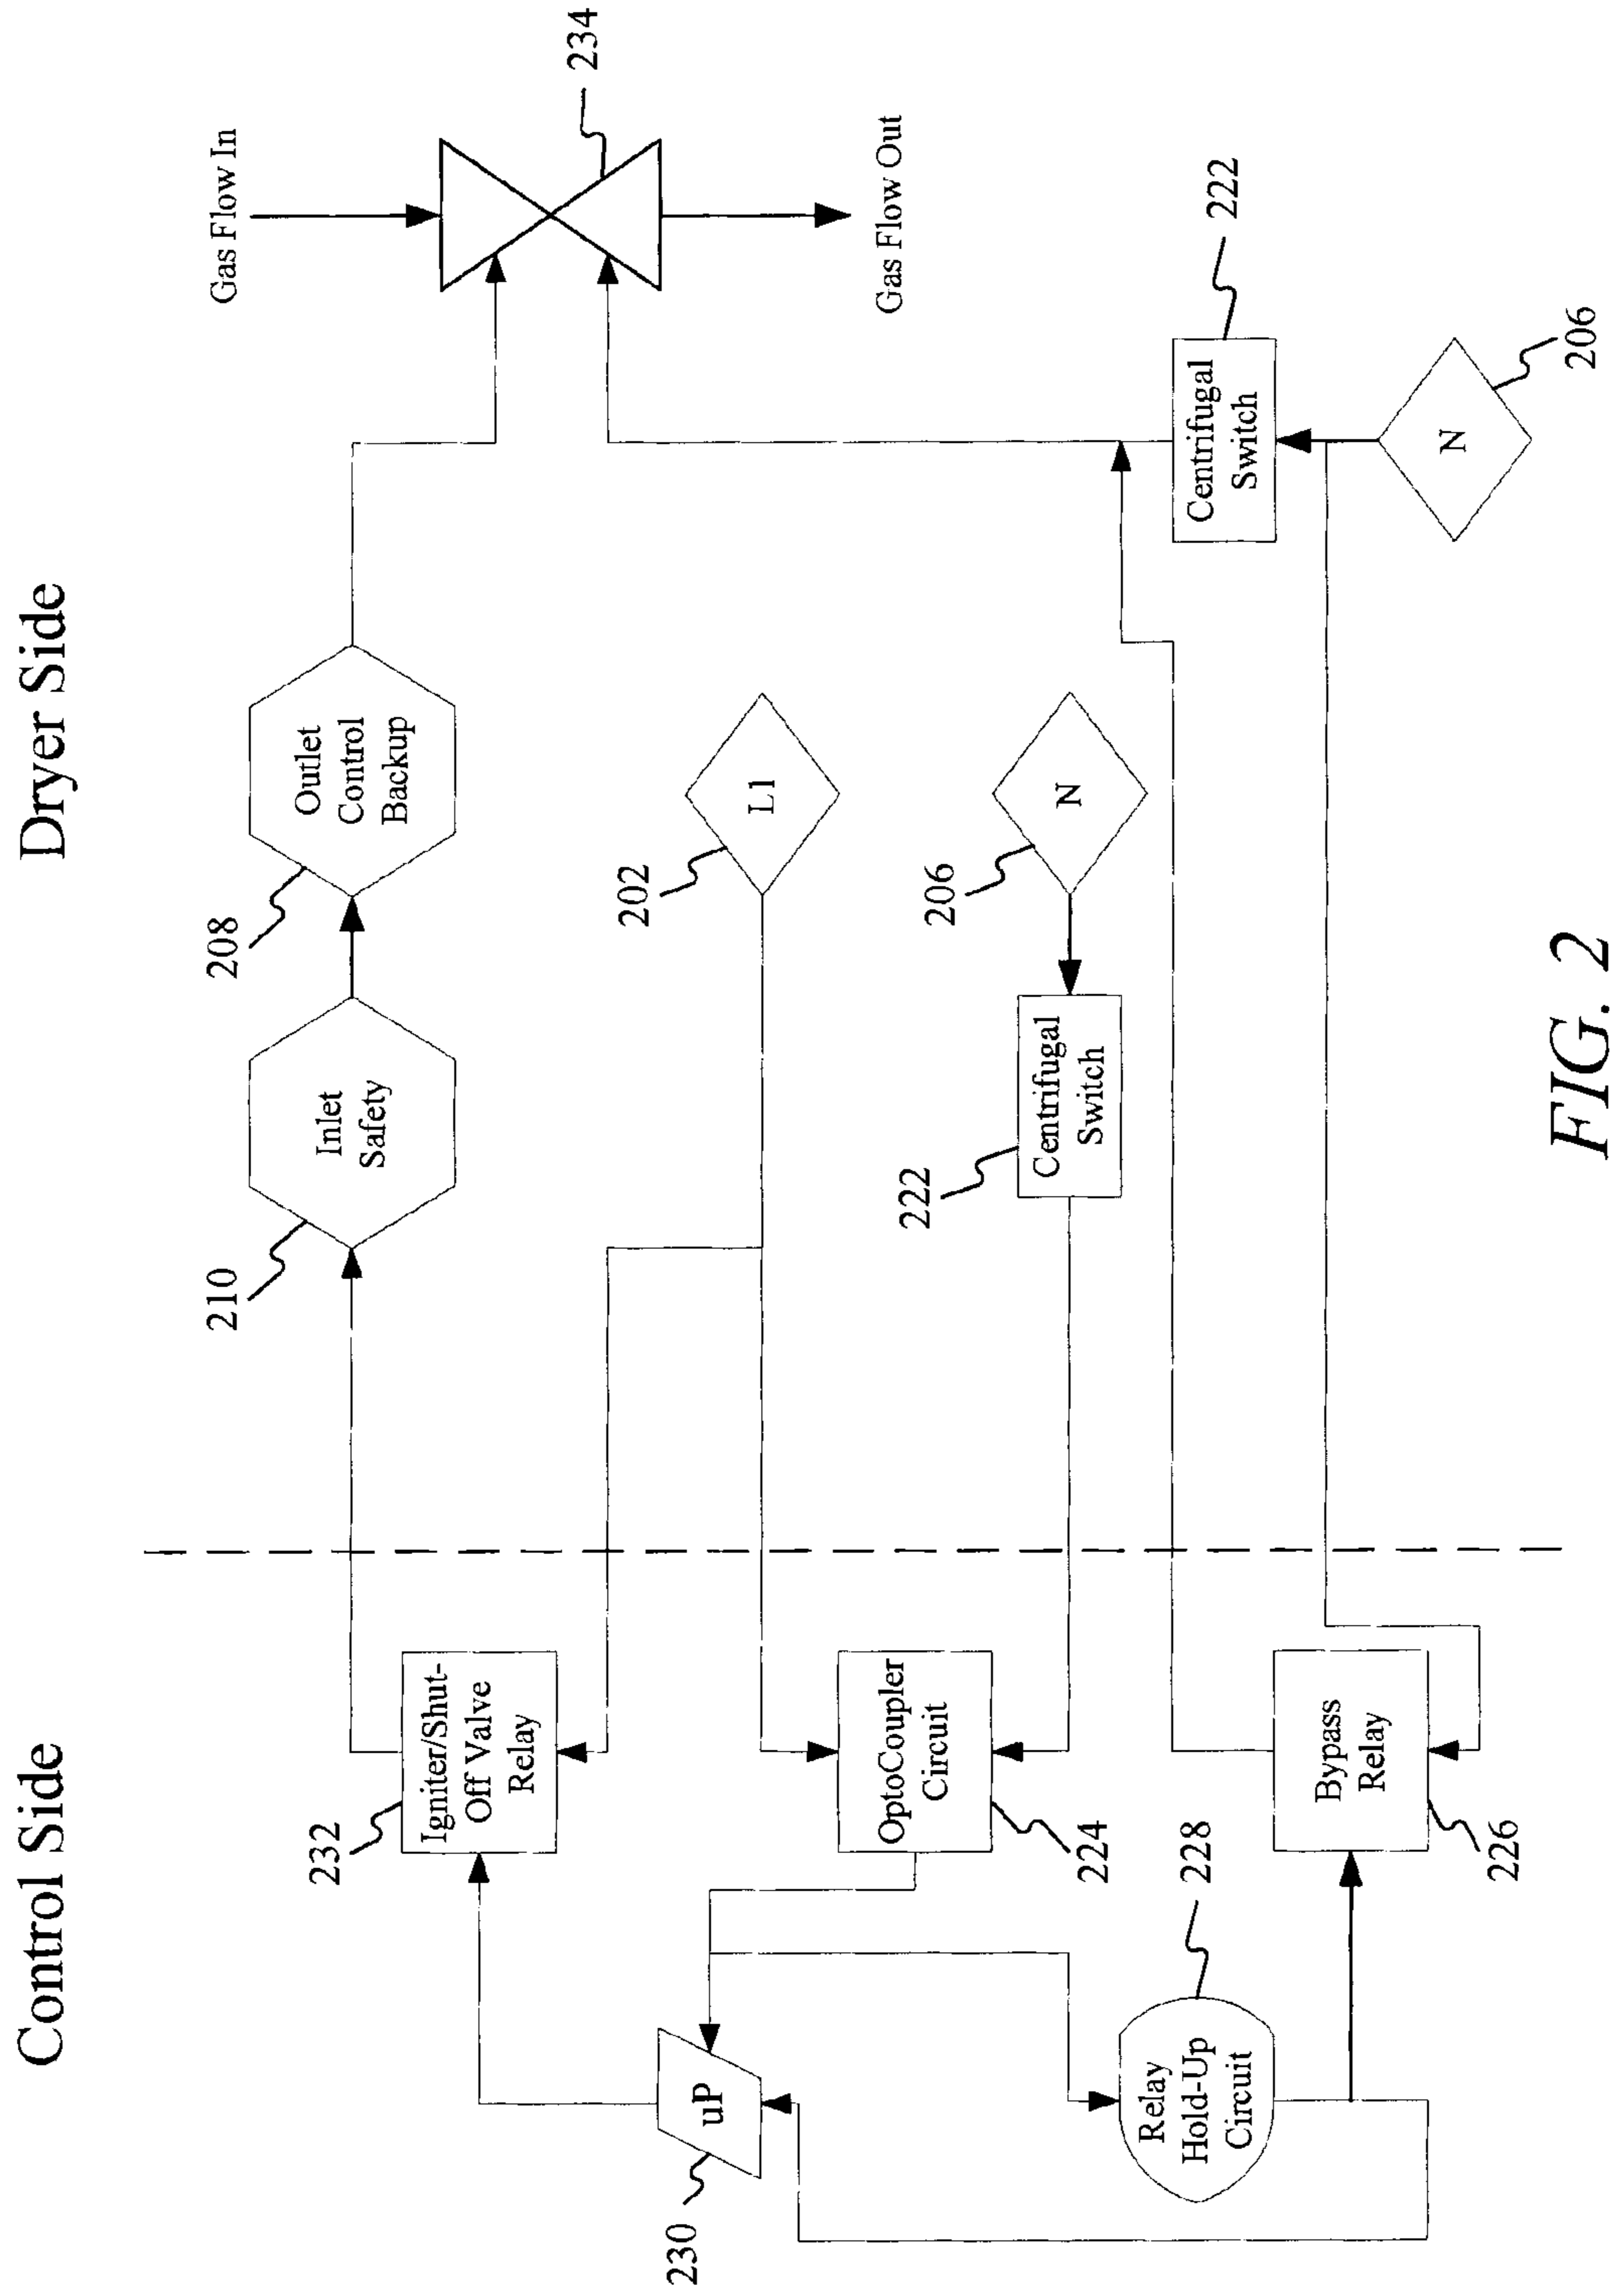 Control Side
Dryer Side
232
Igniter/Shut-
Off Valve
Relay
210
Inlet
Safety
208
Outlet
Control
Backup
Gas Flow In
234
Gas Flow Out
230
uP
202
L1
OptoCoupler
Circuit
224
222
Centrifugal
Switch
206
N
Relay
Hold-Up
Circuit
228
Bypass
Relay
226
Centrifugal
Switch
222
N
206
FIG. 2